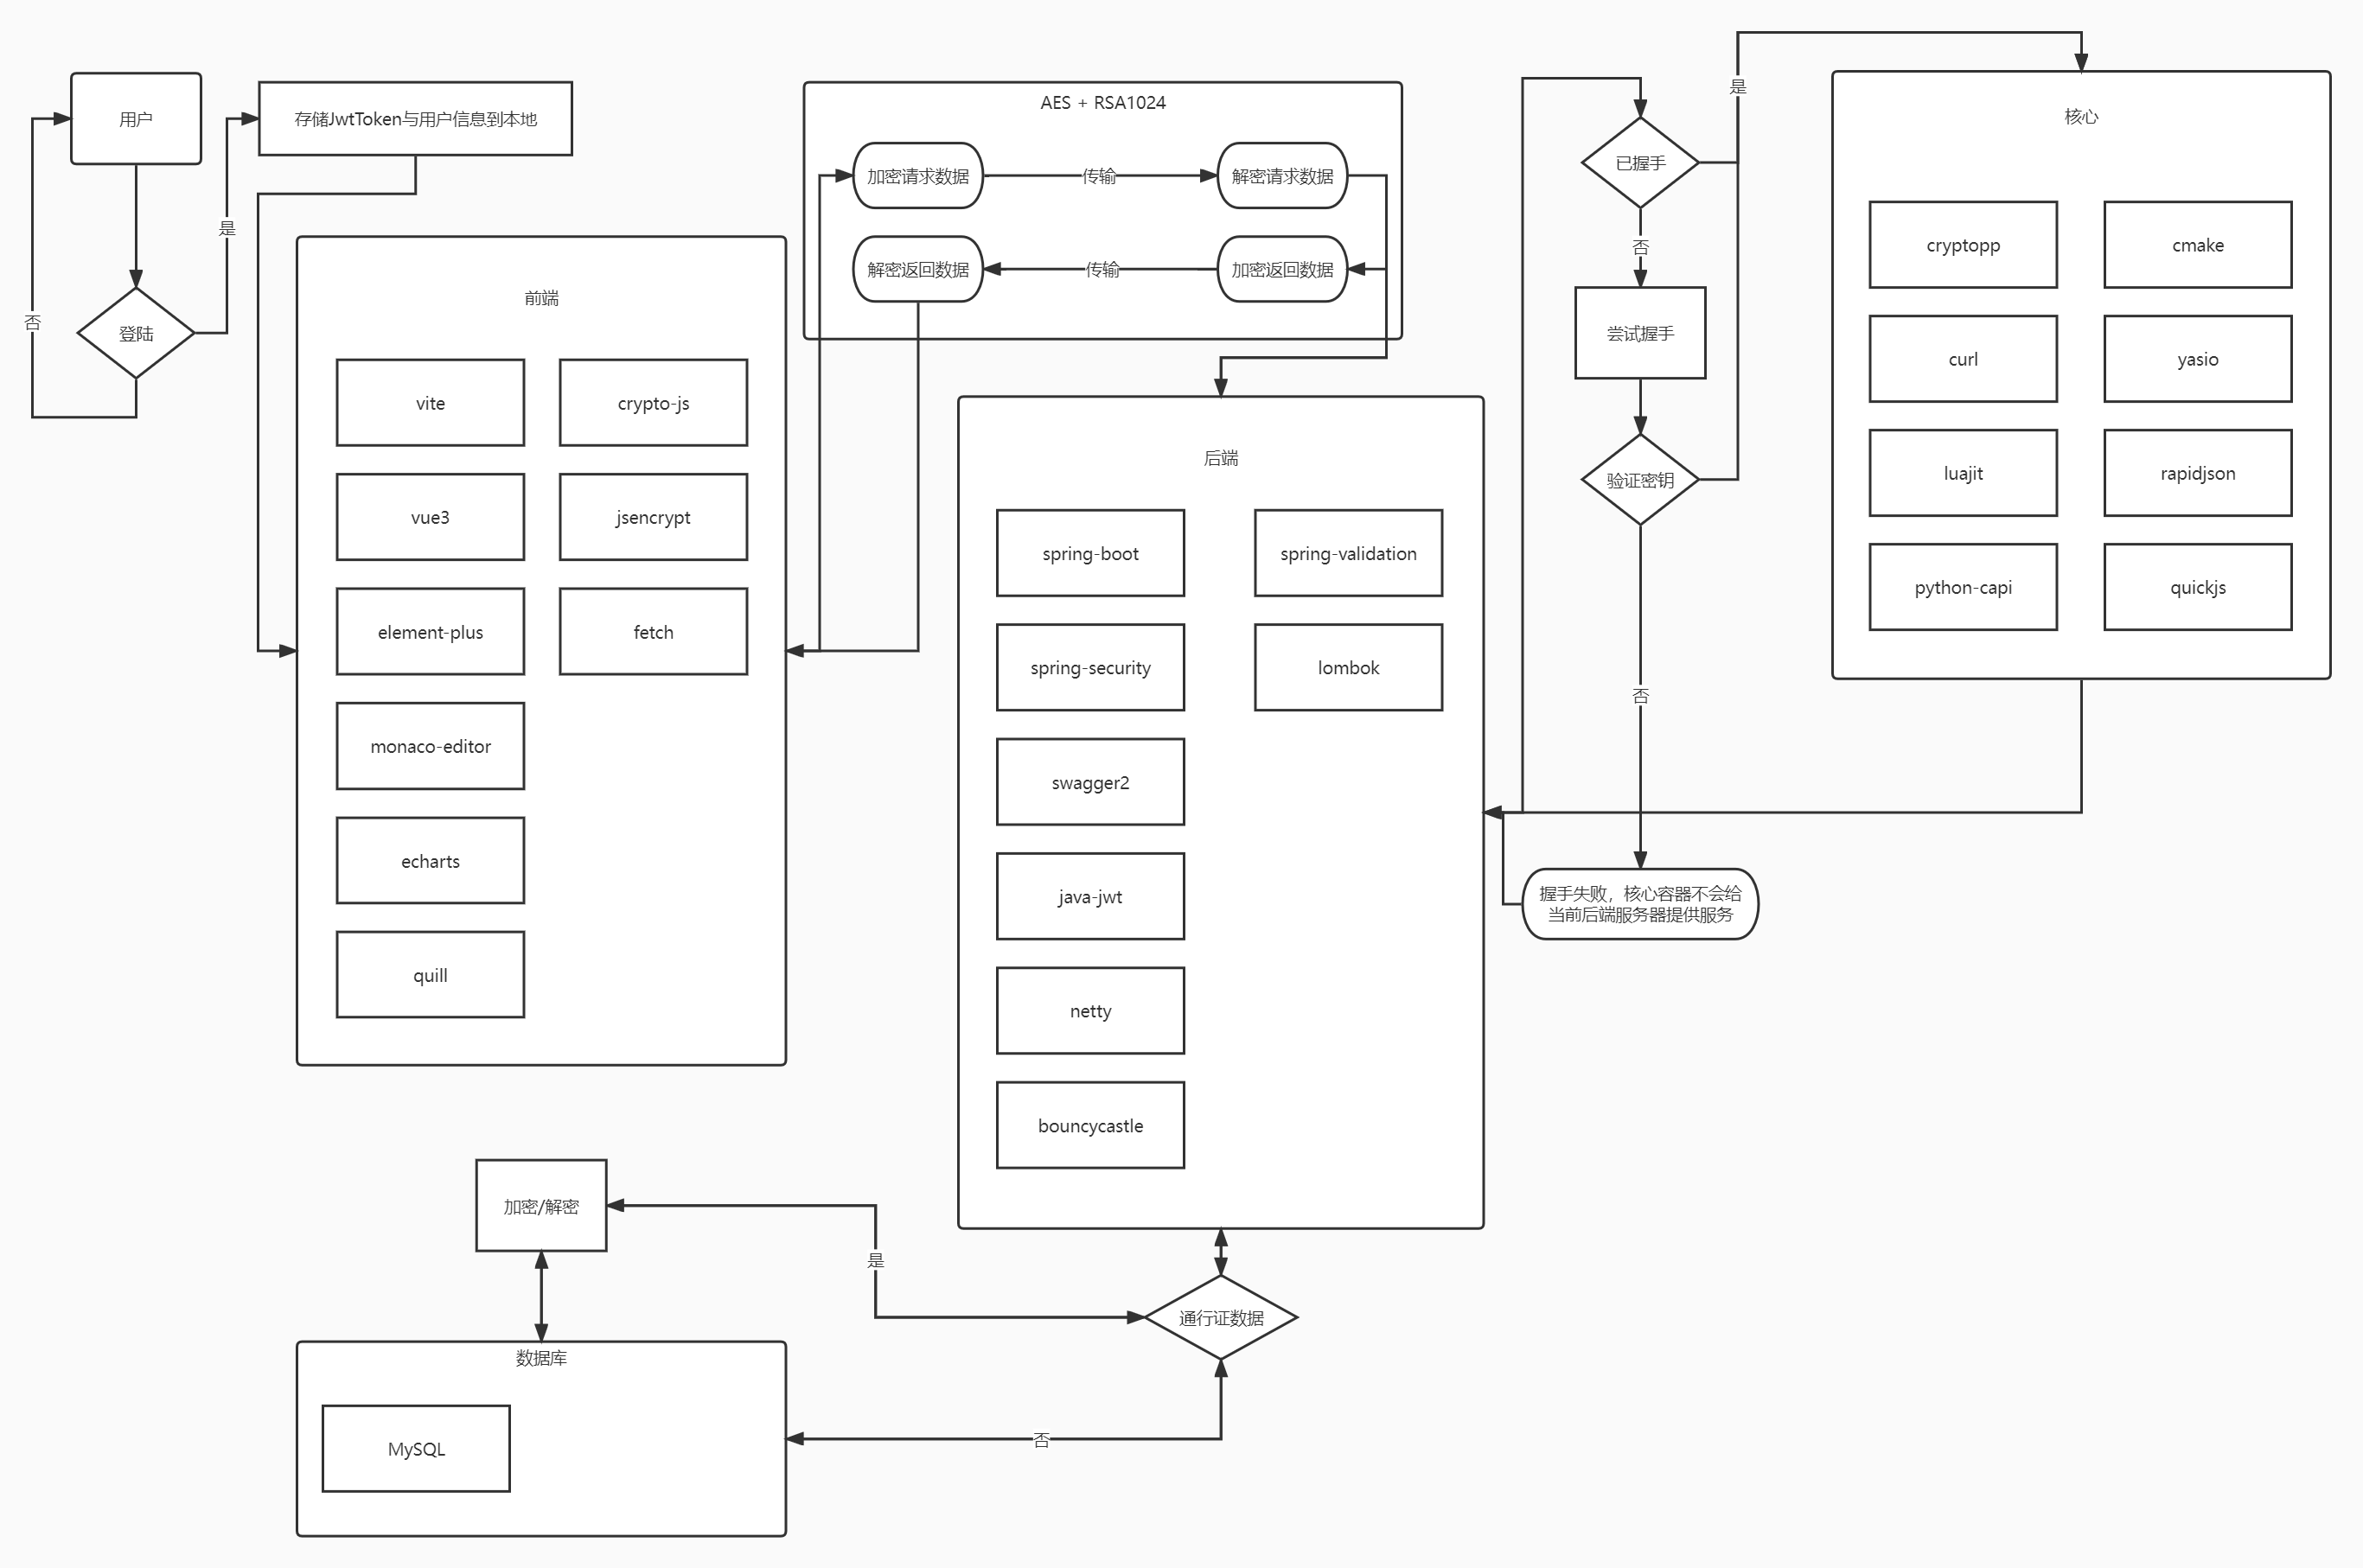 用户
否
登陆
是
存储JwtToken与用户信息到本地
前端
vite
crypto-js
vue3
jsencrypt
element-plus
fetch
monaco-editor
echarts
quill
AES + RSA1024
加密请求数据
传输
解密请求数据
解密返回数据
传输
加密返回数据
后端
spring-boot
spring-validation
spring-security
lombok
swagger2
java-jwt
netty
bouncycastle
已握手
是
否
尝试握手
验证密钥
否
握手失败，核心容器不会给
当前后端服务器提供服务
核心
cryptopp
cmake
curl
yasio
luajit
rapidjson
python-capi
quickjs
加密/解密
是
通行证数据
否
数据库
MySQL